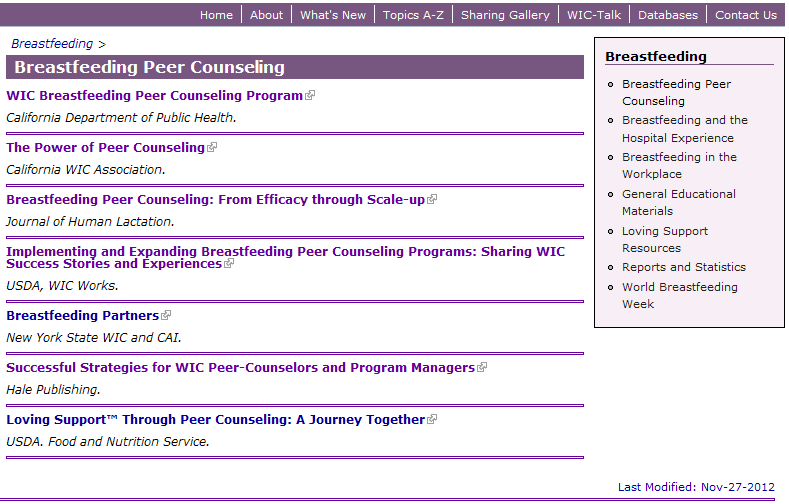 Home About What's New Topics A-Z Sharing Gallery WIC-Talk Databases Contact Us
Breastfeeding >
Breastfeeding Peer Counseling
WIC Breastfeeding Peer Counseling Program
California Department of Public Health.
The Power of Peer Counseling
California WIC Association.
Breastfeeding Peer Counseling: From Efficacy through Scale-up
Journal of Human Lactation.
Implementing and Expanding Breastfeeding Peer Counseling Programs: Sharing WIC
Success Stories and Experiences
USDA, WIC Works.
Breastfeeding Partners
New York State WIC and CAI.
Successful Strategies for WIC Peer-Counselors and Program Managers
Hale Publishing.
Loving Support™ Through Peer Counseling: A Journey Together
USDA. Food and Nutrition Service.
Breastfeeding
Breastfeeding Peer
Counseling
Breastfeeding and the
Hospital Experience
Breastfeeding in the
Workplace
General Educational
Materials
Loving Support
Resources
Reports and Statistics
World Breastfeeding
Week
Last Modified: Nov-27-2012